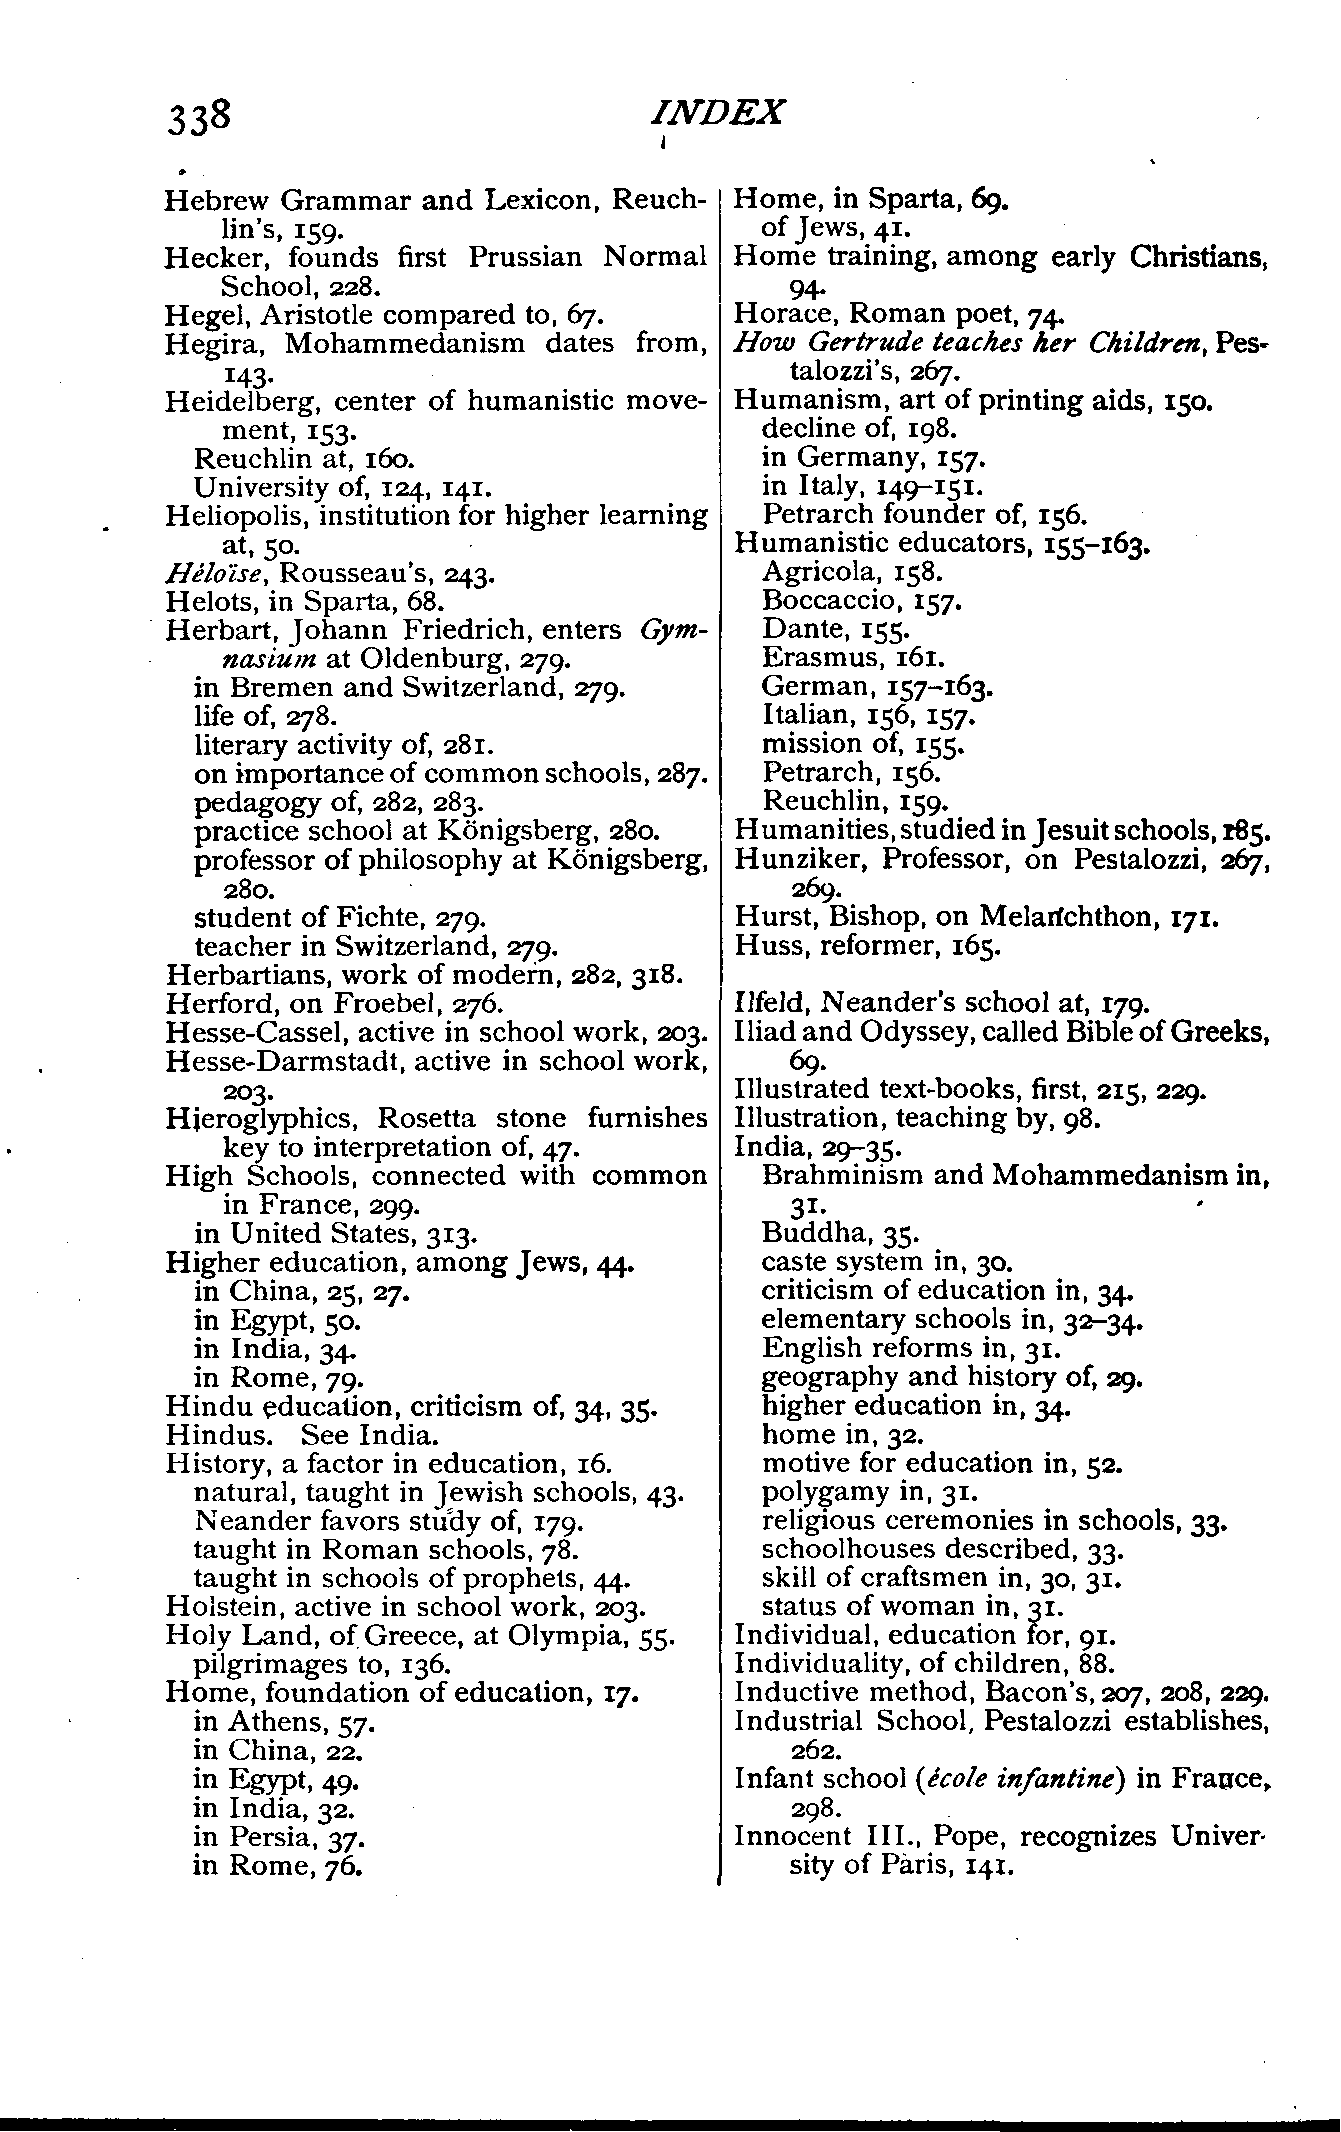 338
INDEX
Hebrew Grammar and Lexicon, Reuch-
lin's, 159.
Hecker, founds first Prussian Normal
School, 228.
Hegel, Aristotle compared to, 67.
Hegira, Mohammedanism dates from,
143.
Heidelberg, center of humanistic move-
ment, 153.
Reuchlin at, 160.
University of, 124, 141.
Heliopolis, institution for higher learning
at, 50.
Héloïse, Rousseau's, 243.
Helots, in Sparta, 68.
Herbart, Johann Friedrich, enters Gym-
nasium at Oldenburg, 279.
in Bremen and Switzerland, 279.
life of, 278.
literary activity of, 281.
on importance of common schools, 287.
pedagogy of, 282, 283.
practice school at Königsberg, 280.
professor of philosophy at Königsberg,
280.
student of Fichte, 279.
teacher in Switzerland, 279.
Herbartians, work of modern, 282, 318.
Herford, on Froebel, 276.
Hesse-Cassel, active in school work, 203.
Hesse-Darmstadt, active in school work,
203.
Hieroglyphics, Rosetta stone furnishes
key to interpretation of, 47.
High Schools, connected with common
in France, 299.
in United States, 313.
Higher education, among Jews, 44.
in China, 25, 27.
in Egypt, 50.
in India, 34.
in Rome, 79.
Hindu education, criticism of, 34, 35.
Hindus. See India.
History, a factor in education, 16.
natural, taught in Jewish schools, 43.
Neander favors study of, 179.
taught in Roman schools, 78.
taught in schools of prophets, 44.
Holstein, active in school work, 203.
Holy Land, of Greece, at Olympia, 55.
pilgrimages to, 136.
Home, foundation of education, 17.
in Athens, 57.
in China, 22.
in Egypt, 49.
in India, 32.
in Persia, 37.
in Rome, 76.
Home, in Sparta, 69.
of Jews, 41.
Home training, among early Christians,
94.
Horace, Roman poet, 74.
How Gertrude teaches her Children, Pes-
talozzi's, 267.
Humanism, art of printing aids, 150.
decline of, 198.
in Germany, 157.
in Italy, 149–151.
Petrarch founder of, 156.
Humanistic educators, 155–163.
Agricola, 158.
Boccaccio, 157.
Dante, 155.
Erasmus, 161.
German, 157–163.
Italian, 156, 157.
mission of, 155.
Petrarch, 156.
Reuchlin, 159.
Humanities, studied in Jesuit schools, 185.
Hunziker, Professor, on Pestalozzi, 267,
269.
Hurst, Bishop, on Melanchthon, 171.
Huss, reformer, 165.
Ilfeld, Neander's school at, 179.
Iliad and Odyssey, called Bible of Greeks,
69.
Illustrated text-books, first, 215, 229.
Illustration, teaching by, 98.
India, 29–35.
Brahminism and Mohammedanism in,
31.
Buddha, 35.
caste system in, 30.
criticism of education in, 34.
elementary schools in, 32–34.
English reforms in, 31.
geography and history of, 29.
higher education in, 34.
home in, 32.
motive for education in, 52.
polygamy in, 31.
religious ceremonies in schools, 33.
schoolhouses described, 33.
skill of craftsmen in, 30, 31.
status of woman in, 31.
Individual, education for, 91.
Individuality, of children, 88.
Inductive method, Bacon's, 207, 208, 229.
Industrial School, Pestalozzi establishes,
262.
Infant school (école infantine) in France,
298.
Innocent III., Pope, recognizes Univer-
sity of Paris, 141.